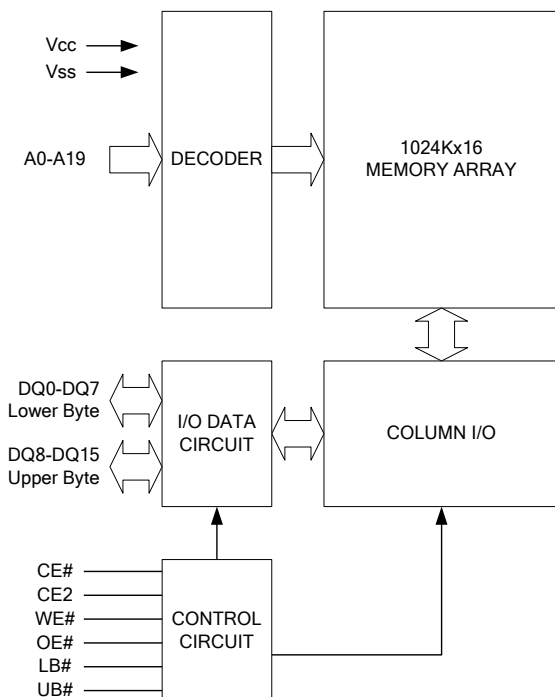 Vcc
Vss
A0-A19
DECODER
1024Kx16
MEMORY ARRAY
DQ0-DQ7
Lower Byte
DQ8-DQ15
Upper Byte
I/O DATA
CIRCUIT
COLUMN I/O
CE#
CE2
WE#
OE#
LB#
UB#
CONTROL
CIRCUIT